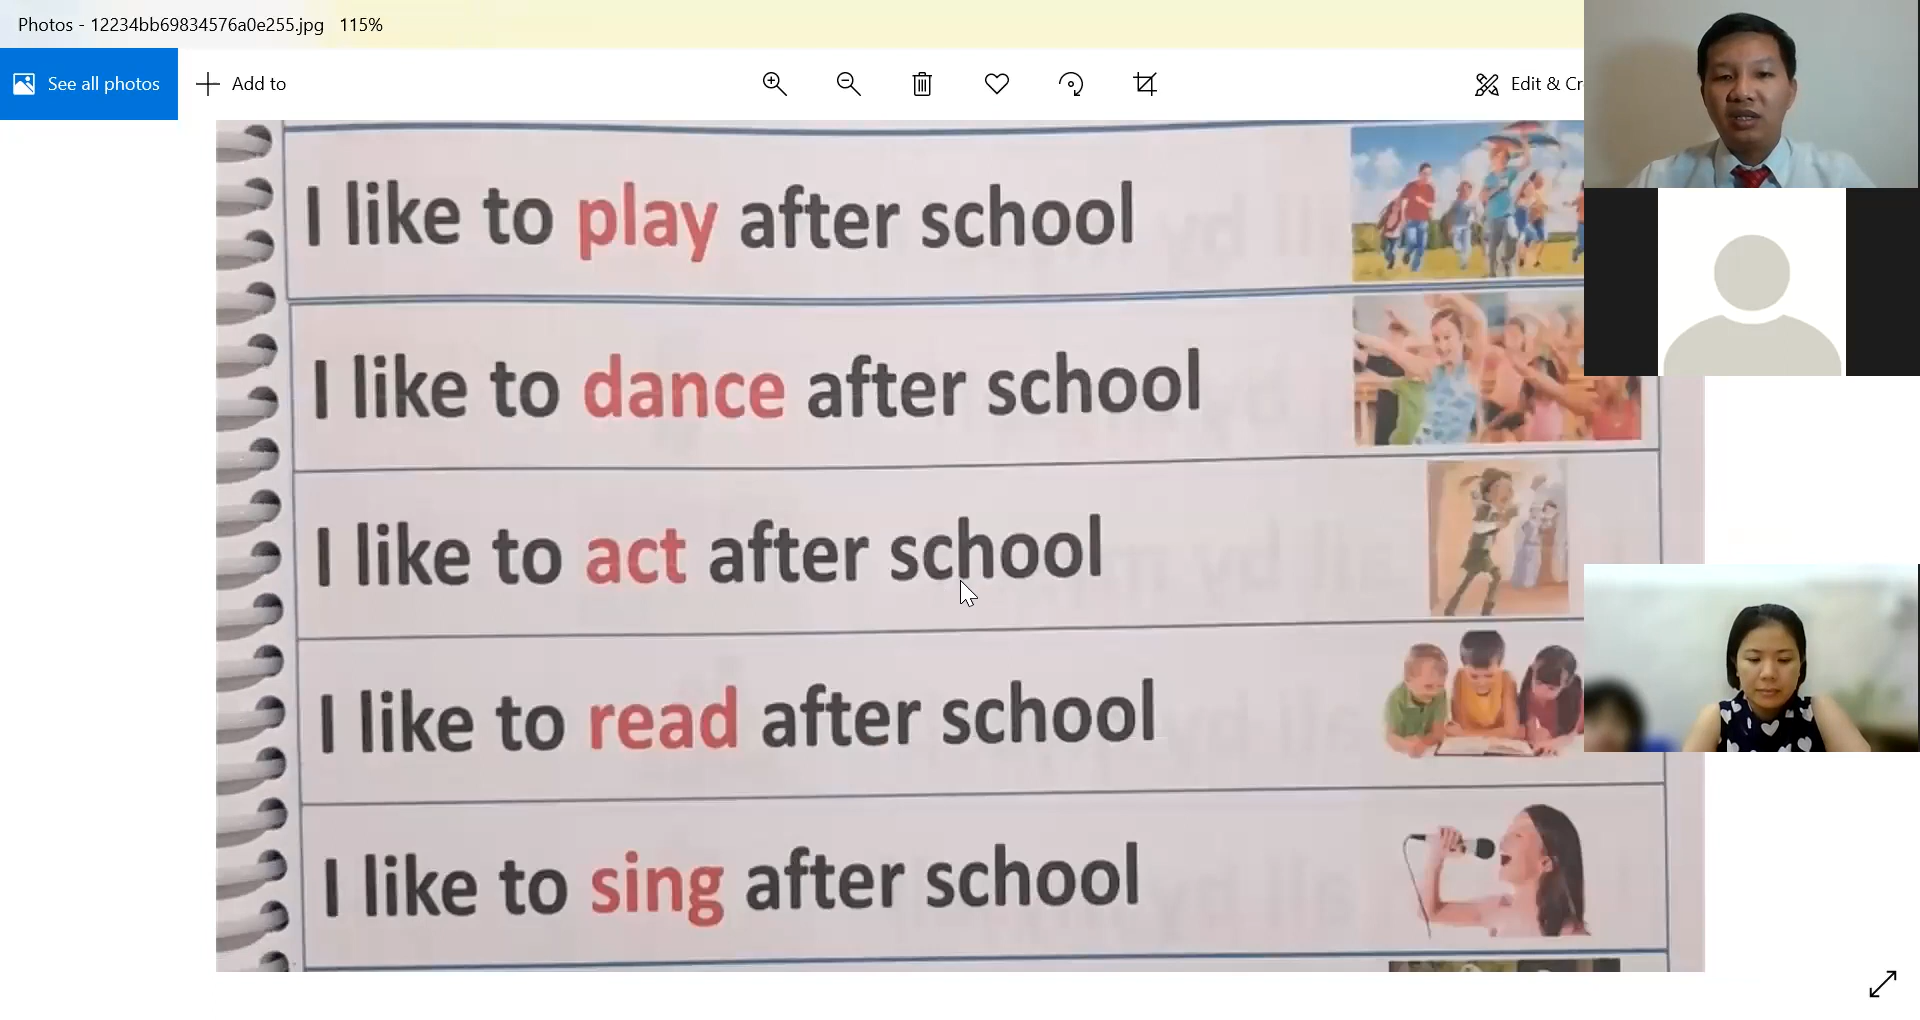 Photos - 12234bb69834576a0e255.jpg 115%
See all photos
Add to
Edit & Cr
I like to play after school
I like to dance after school
I like to act after school
I like to read after school
I like to sing after school